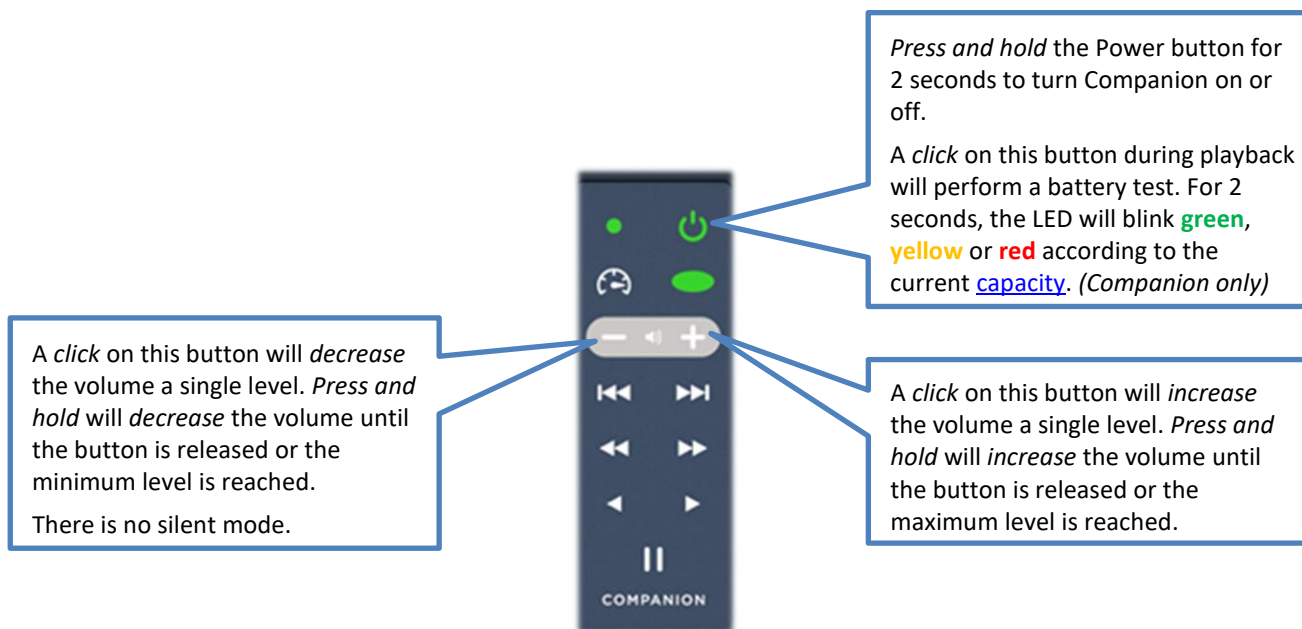 Press and hold the Power button for
2 seconds to turn Companion on or
off.
A click on this button during playback
will perform a battery test. For 2
seconds, the LED will blink green,
yellow or red according to the
current capacity. (Companion only)
A click on this button will decrease
the volume a single level. Press and
hold will decrease the volume until
the button is released or the
minimum level is reached.
There is no silent mode.
A click on this button will increase
the volume a single level. Press and
hold will increase the volume until
the button is released or the
maximum level is reached.
COMPANION